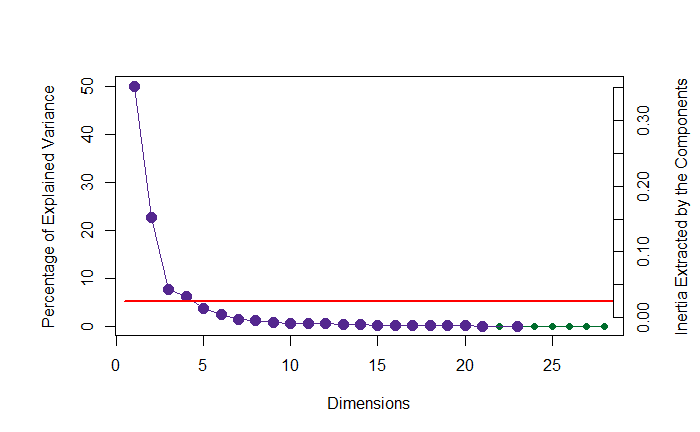 Percentage of Explained Variance
50
40
30
20
10
0
0.30
0.20
0.10
0.00
Inertia Extracted by the Components
0 5 10 15 20 25
Dimensions